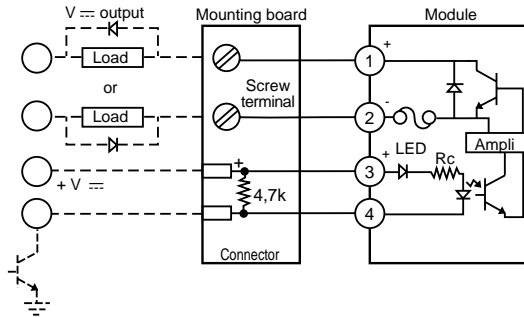 V ⎓ output
Mounting board
Module
Load
or
Load
Screw
terminal
1
+
2
-
Ampli
+ V ⎓
+
4,7k
3
+
LED
Rc
4
Connector